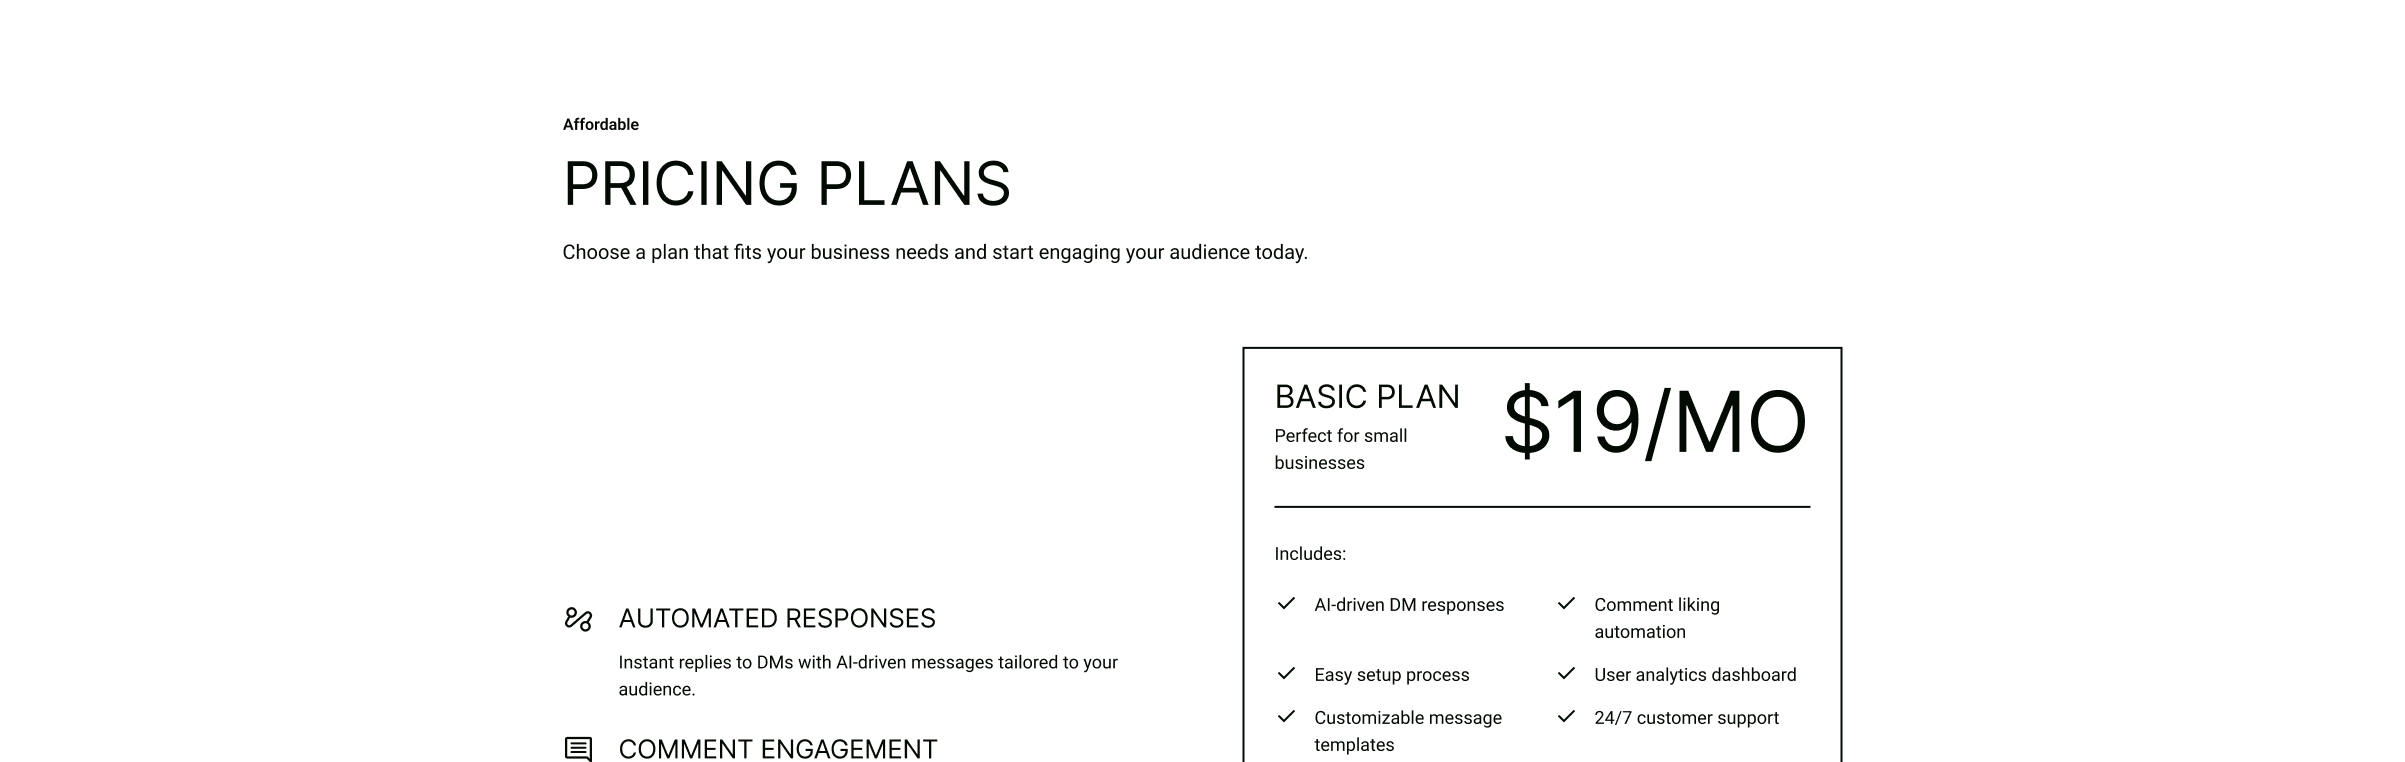 Affordable
PRICING PLANS
Choose a plan that fits your business needs and start engaging your audience today.
AUTOMATED RESPONSES
Instant replies to DMs with AI-driven messages tailored to your
audience.
COMMENT ENGAGEMENT
BASIC PLAN
Perfect for small
businesses
$19/MO
Includes:
AI-driven DM responses
Comment liking
automation
Easy setup process
User analytics dashboard
Customizable message
templates
24/7 customer support